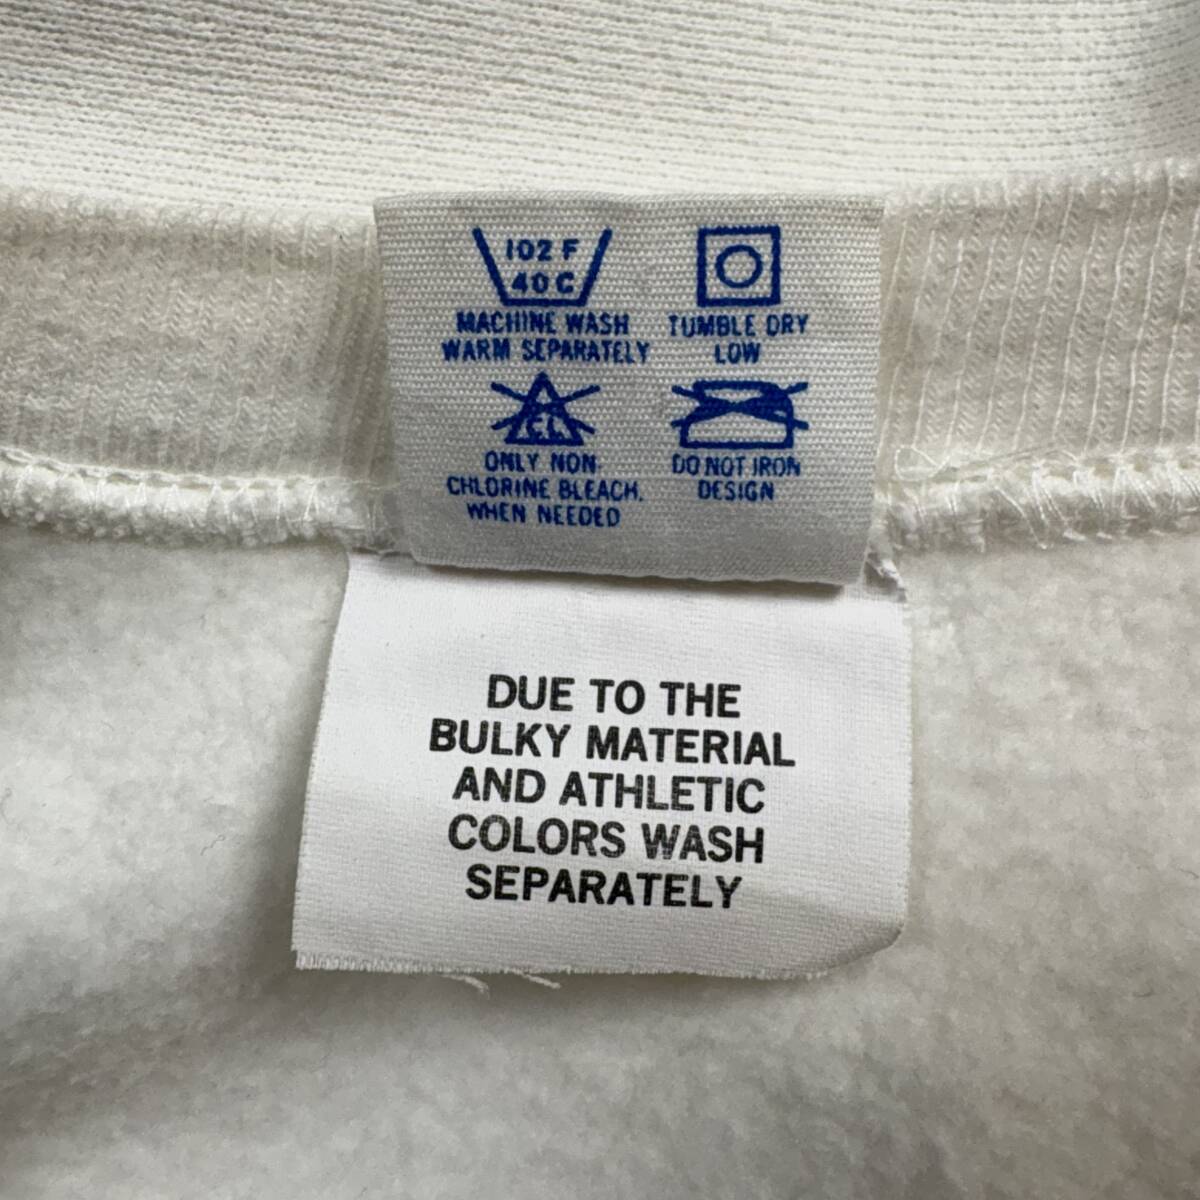 102 F
40 C
MACHINE WASH
WARM SEPARATELY
TUMBLE DRY
LOW
CL
ONLY NON-
CHLORINE BLEACH,
WHEN NEEDED
DO NOT IRON
DESIGN
DUE TO THE
BULKY MATERIAL
AND ATHLETIC
COLORS WASH
SEPARATELY